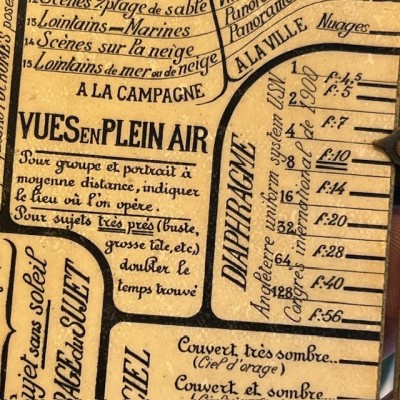 12 Scènes & plage de sable
13 Lointains-Marines
14 Scènes sur la neige
15 Lointains de mer ou de neige
A LA CAMPAGNE
Panoram
Nuages
A LA VILLE
VUES EN PLEIN AIR
Pour groupe et portrait à
moyenne distance, indiquer
le lieu où l'on opère.
Pour sujets très près (buste,
grosse tête, etc,)
doubler le
temps trouvé
DIAPHRAGME
Angleterre uniform system USN
Congrès international de 1900
1
2
4
8
16
32
64
128
f:4,5
f:5
f:7
f:10
f:14
f:20
f:28
f:40
f:56
sujet sans soleil
AGE du SUJET
CIEL
Couvert, très sombre...
(Ciel d'orage)
Couvert et sombre...